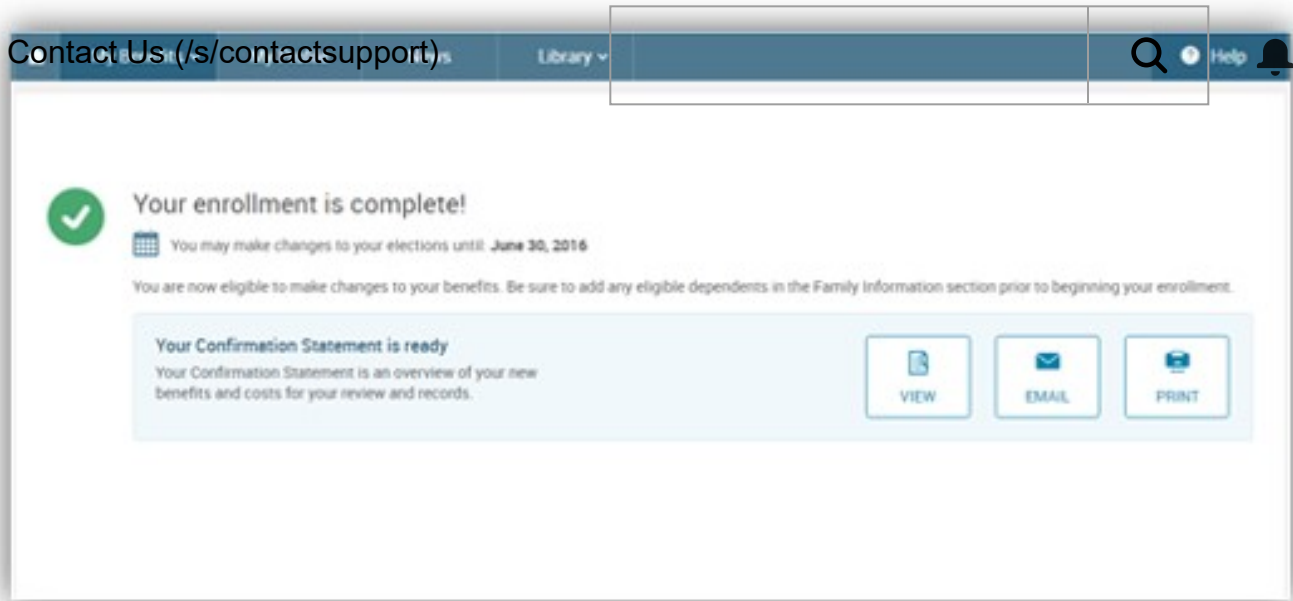 Contact Us (/s/contactsupport)
Library
Help
Your enrollment is complete!
You may make changes to your elections until: June 30, 2016
You are now eligible to make changes to your benefits. Be sure to add any eligible dependents in the Family Information section prior to beginning your enrollment.
Your Confirmation Statement is ready
Your Confirmation Statement is an overview of your new
benefits and costs for your review and records.
VIEW
EMAIL
PRINT